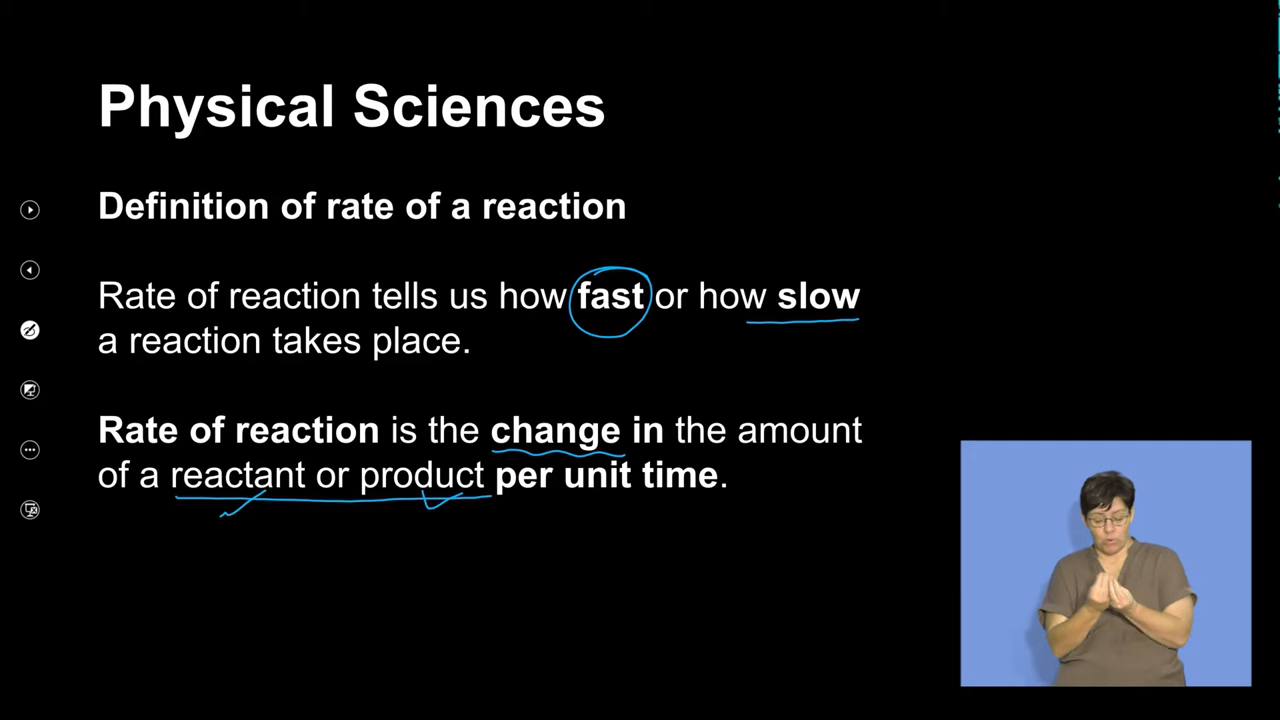 Physical Sciences
Definition of rate of a reaction
Rate of reaction tells us how fast or how slow
a reaction takes place.
Rate of reaction is the change in the amount
of a reactant or product per unit time.